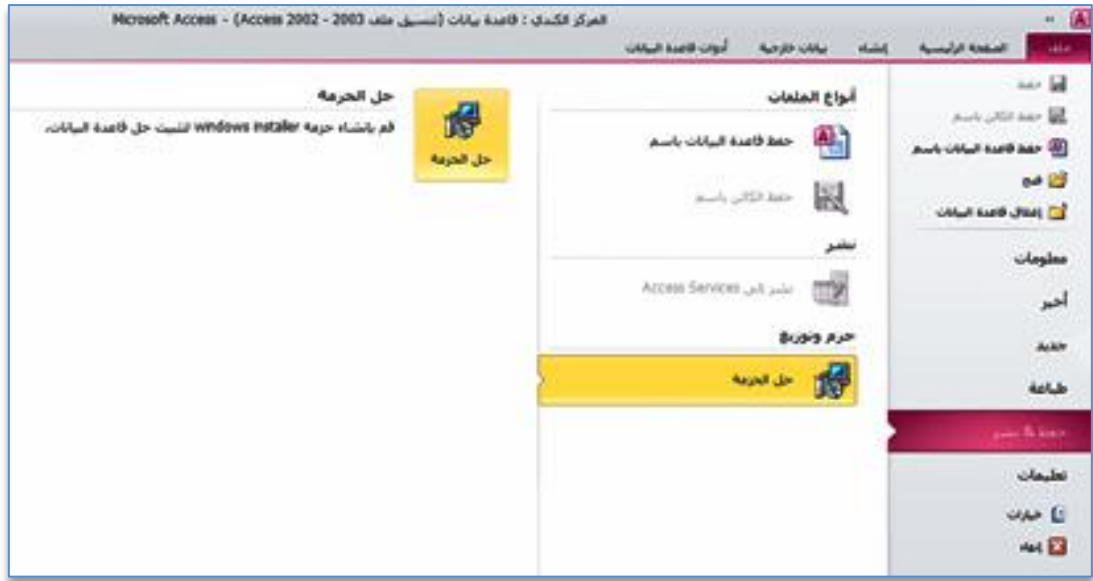 المركز الكندي : قاعدة بيانات (تنسيق ملف Access 2002 - 2003) - Microsoft Access
ملف الصفحة الرئيسية إنشاء بيانات خارجية أدوات قاعدة البيانات
حفظ
حفظ الكائن باسم
حفظ قاعدة البيانات باسم
فتح
إغلاق قاعدة البيانات
معلومات
أخير
جديد
طباعة
حفظ & نشر
تعليمات
خيارات
إنهاء
أنواع الملفات
حفظ قاعدة البيانات باسم
حفظ الكائن باسم
نشر
نشر إلى Access Services
حزم وتوزيع
حل الحزمة
حل الحزمة
حل الحزمة
قم بإنشاء حزمة windows installer لتثبيت حل قاعدة البيانات.